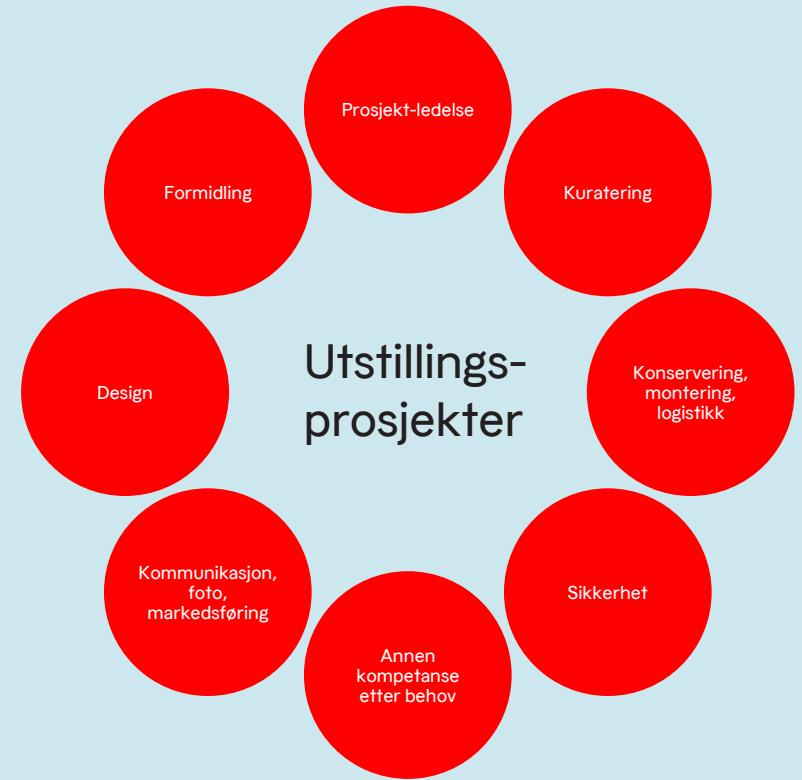 Prosjekt-ledelse
Formidling
Kuratering
Utstillings-
prosjekter
Design
Konservering,
montering,
logistikk
Kommunikasjon,
foto,
markedsføring
Sikkerhet
Annen
kompetanse
etter behov